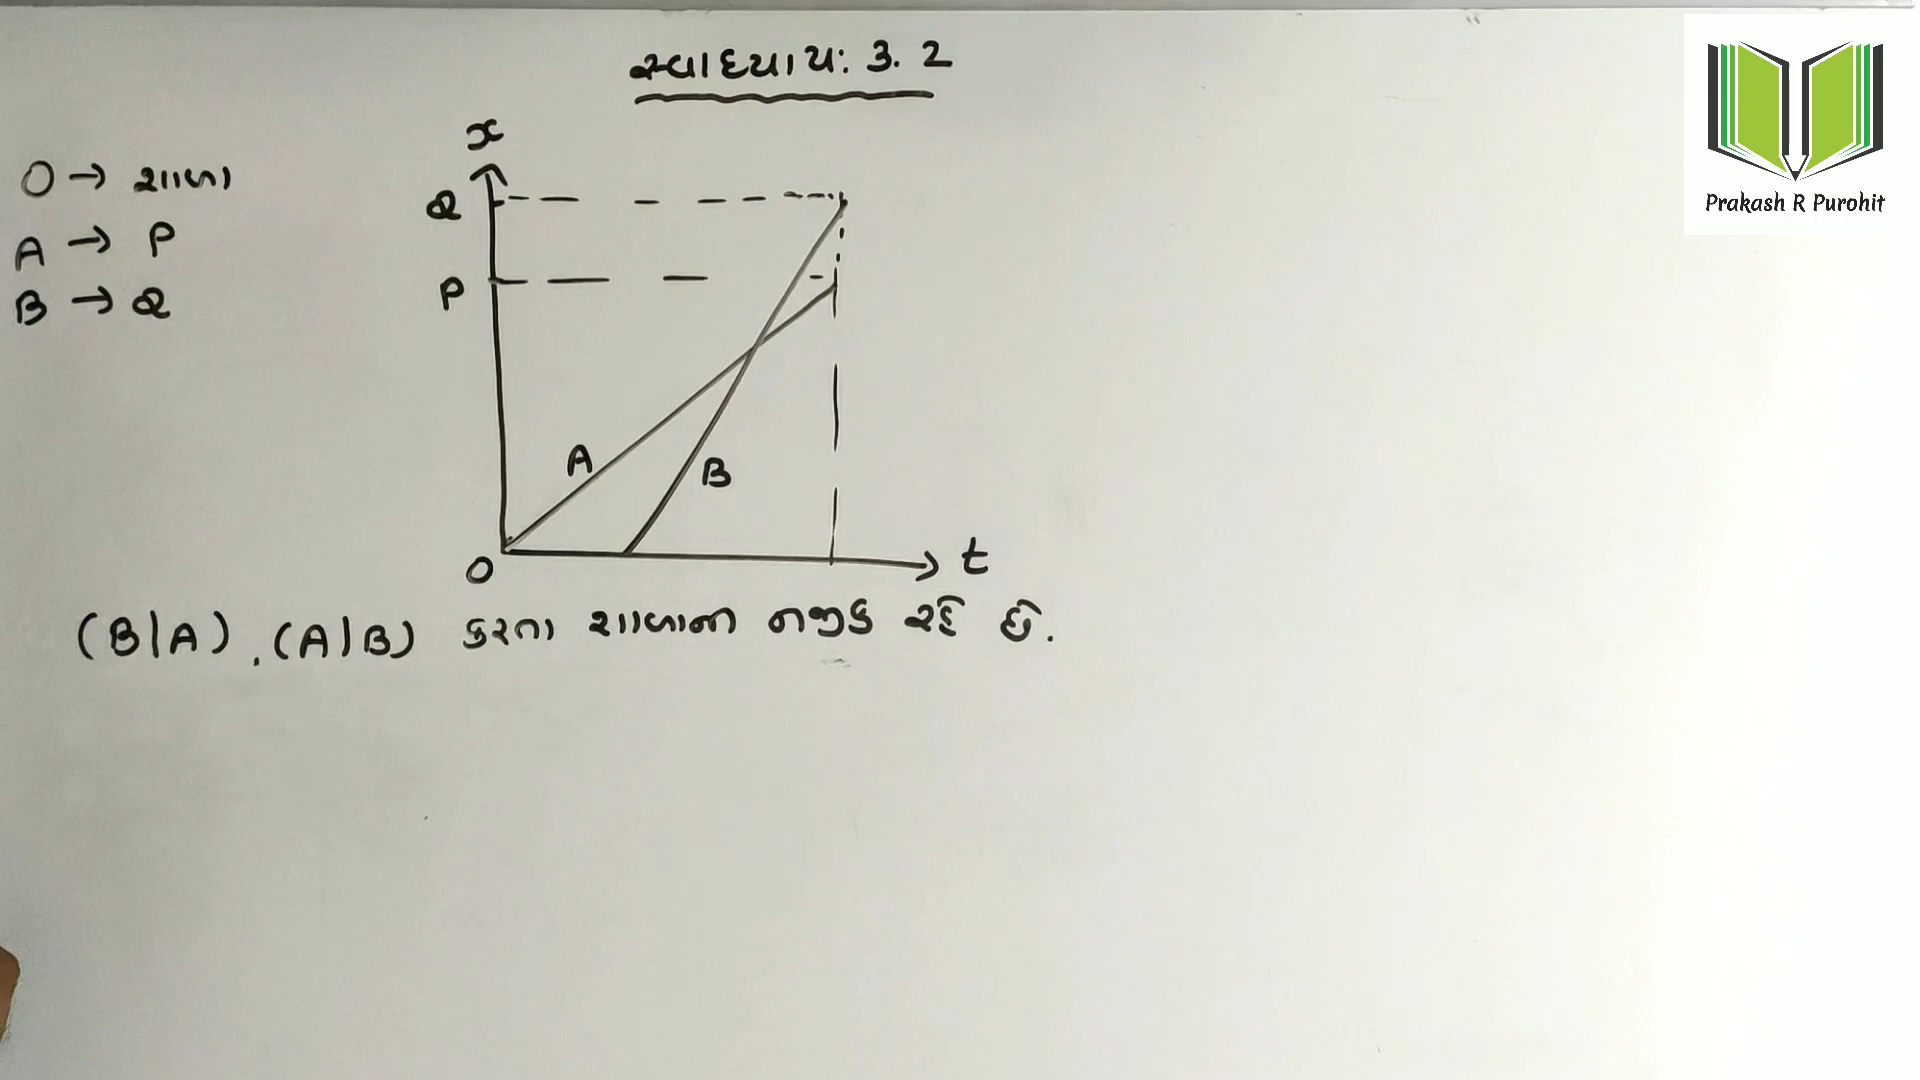 સ્વાધ્યાય: 3. 2
x
O → શાળા
A → P
B → Q
Q
P
A
B
O
t
(B|A), (A|B) કરતા શાળાની નજીક રહે છે.
Prakash R Purohit